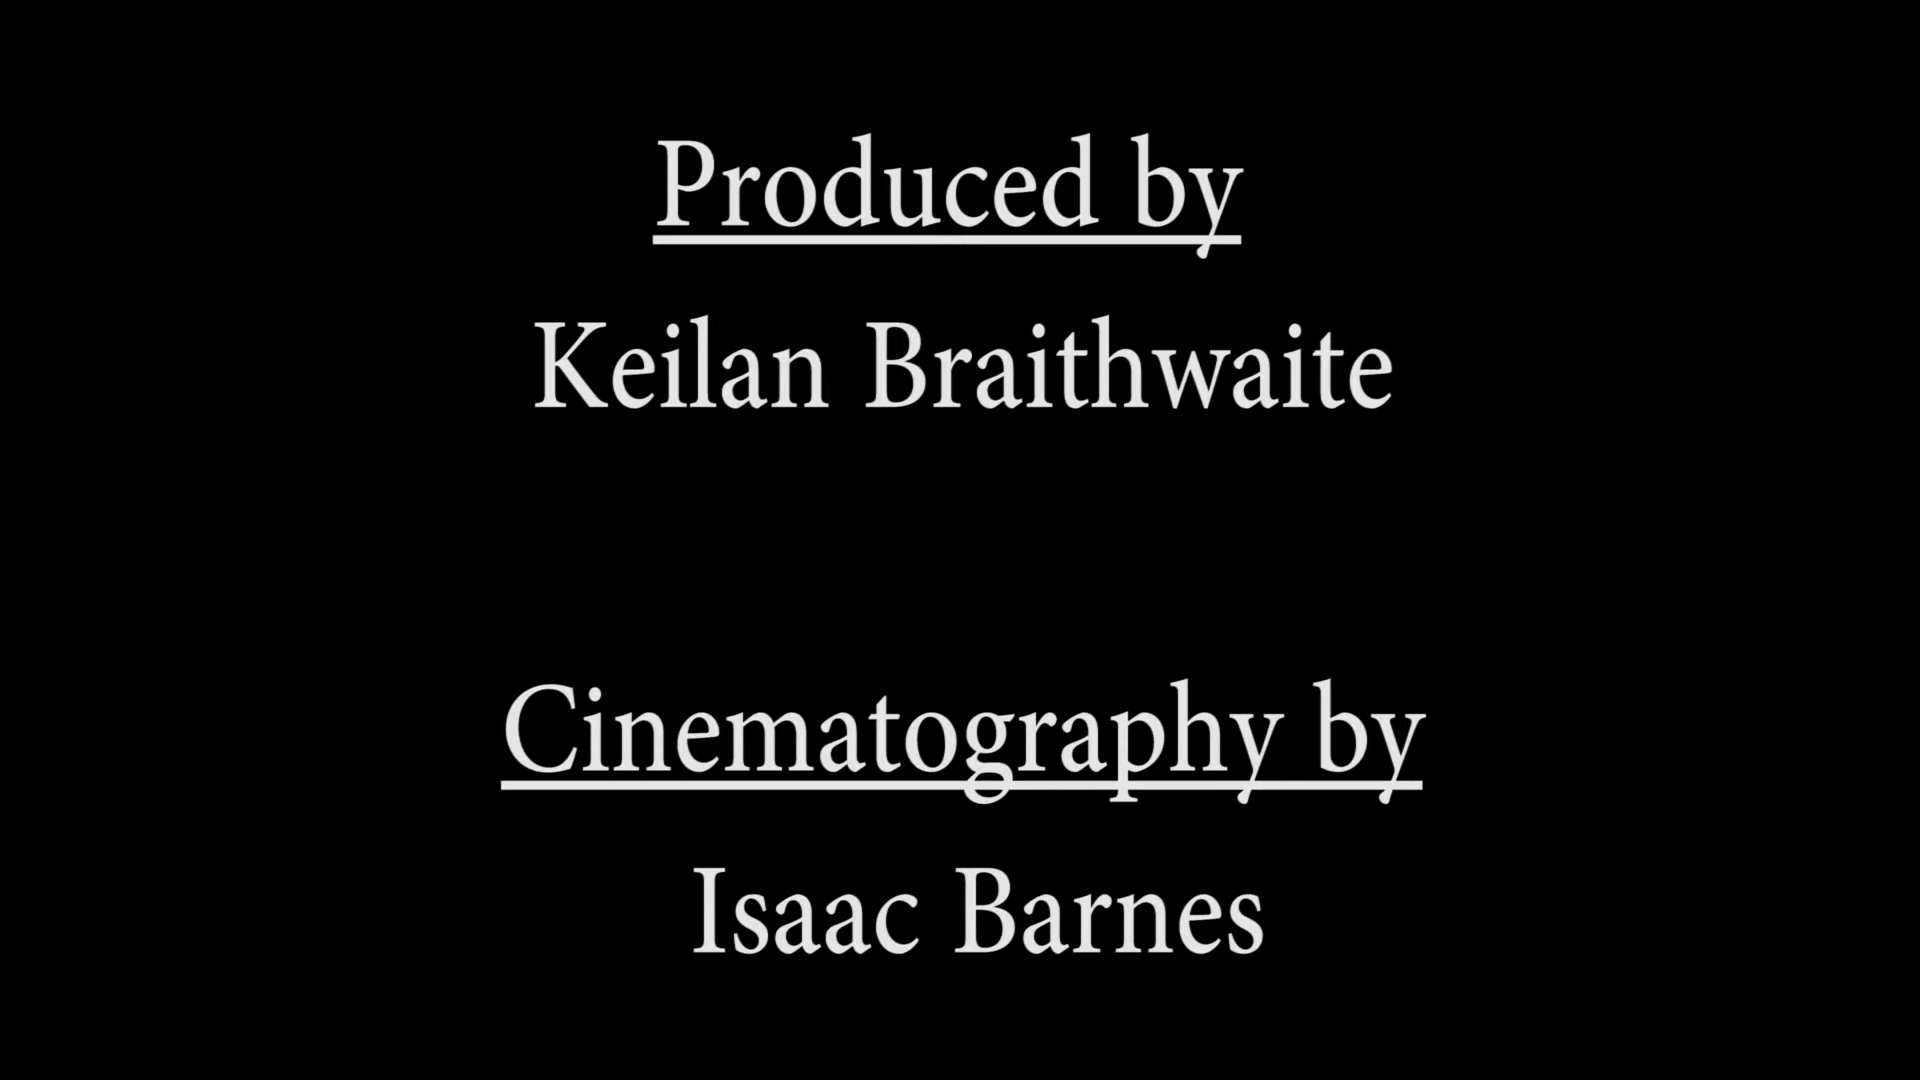 Produced by
Keilan Braithwaite
Cinematography by
Isaac Barnes